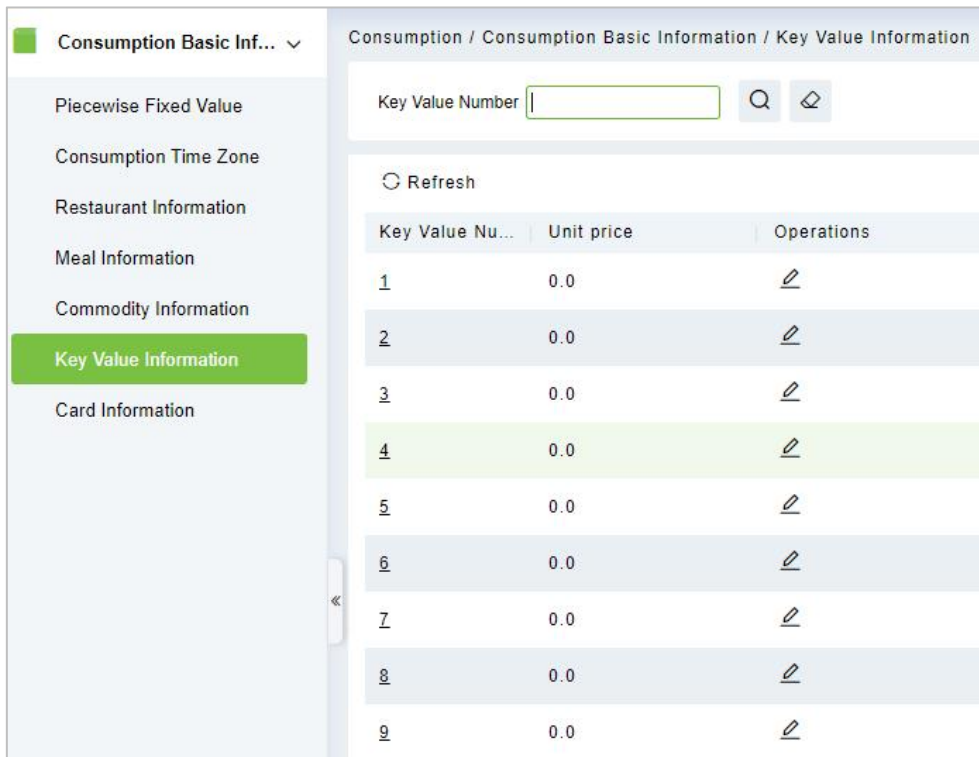 Consumption Basic Inf...
Piecewise Fixed Value
Consumption Time Zone
Restaurant Information
Meal Information
Commodity Information
Key Value Information
Card Information
Consumption / Consumption Basic Information / Key Value Information
Key Value Number
Refresh
Key Value Nu... Unit price Operations
1 0.0
2 0.0
3 0.0
4 0.0
5 0.0
6 0.0
7 0.0
8 0.0
9 0.0